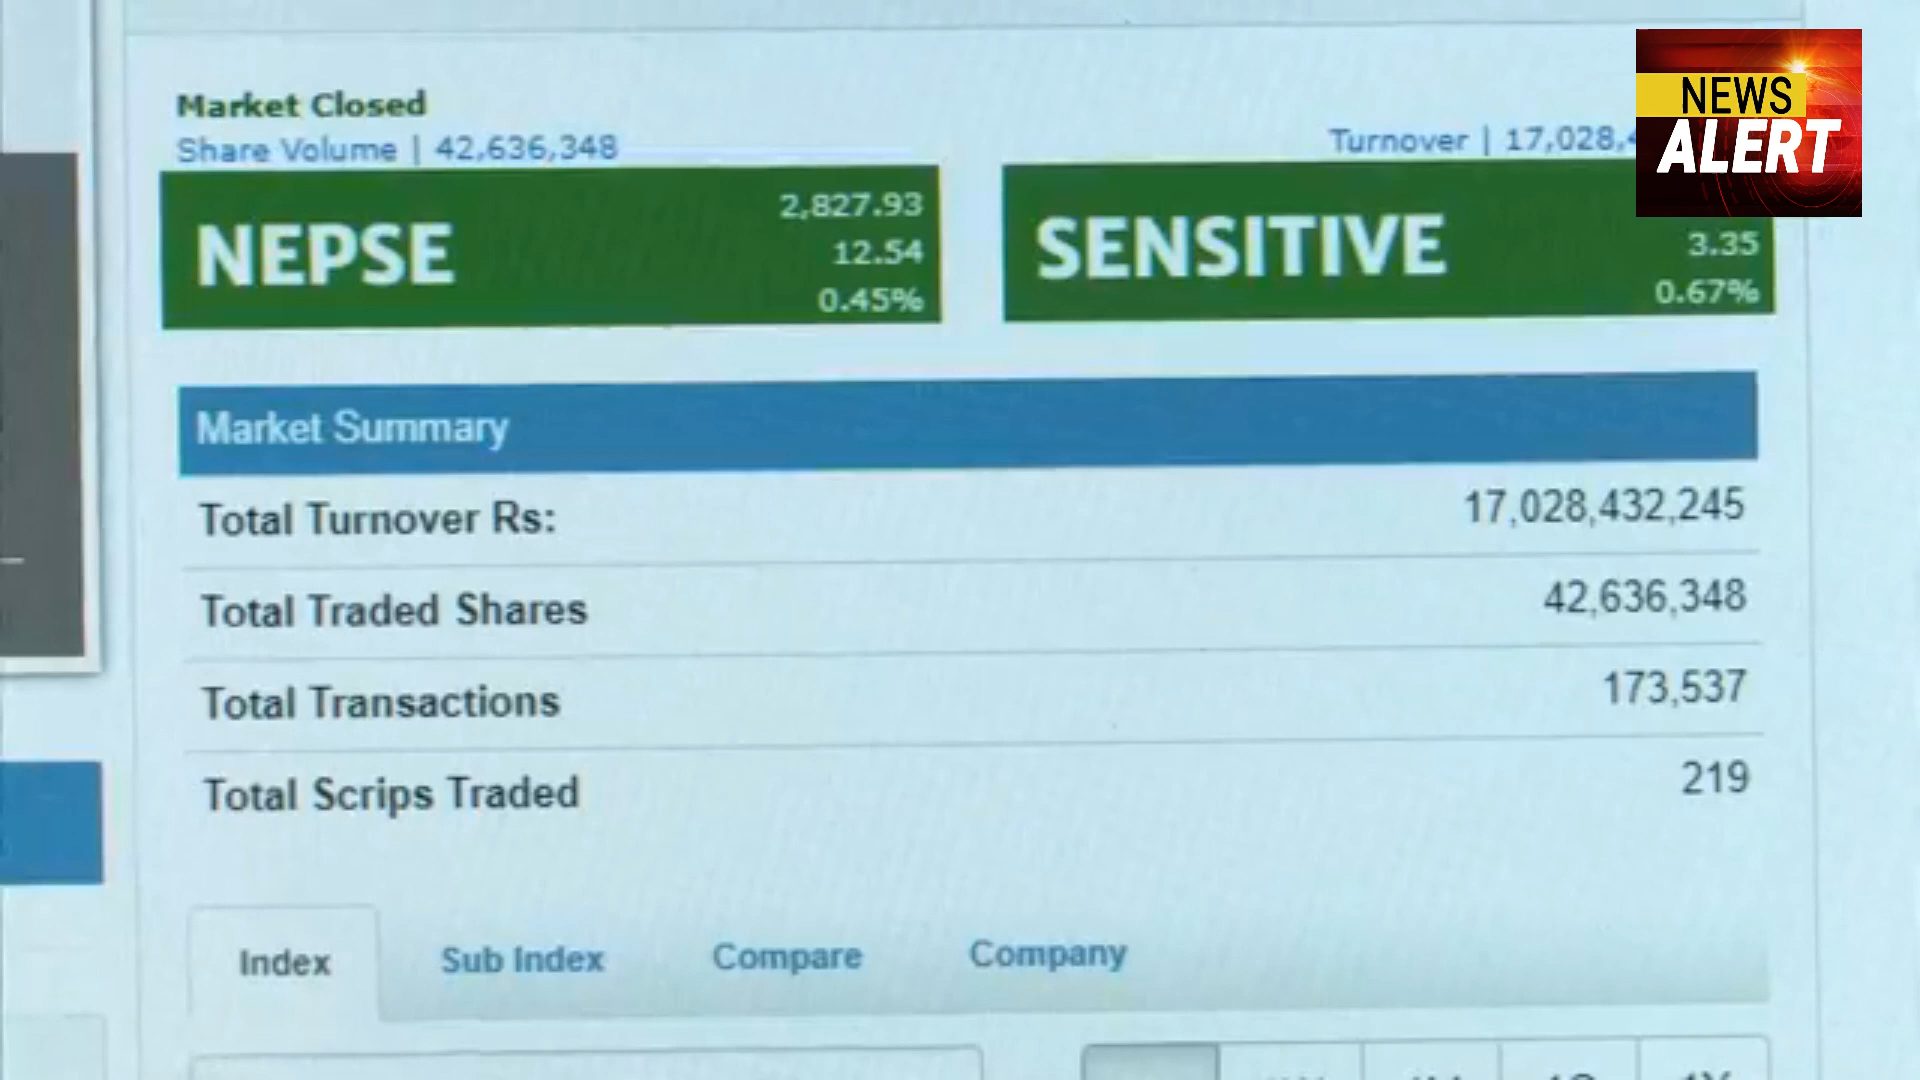 Market Closed
Share Volume | 42,636,348
Turnover | 17,028,4
NEWS
ALERT
NEPSE
2,827.93
12.54
0.45%
SENSITIVE
3.35
0.67%
Market Summary
Total Turnover Rs: 17,028,432,245
Total Traded Shares 42,636,348
Total Transactions 173,537
Total Scrips Traded 219
Index Sub Index Compare Company